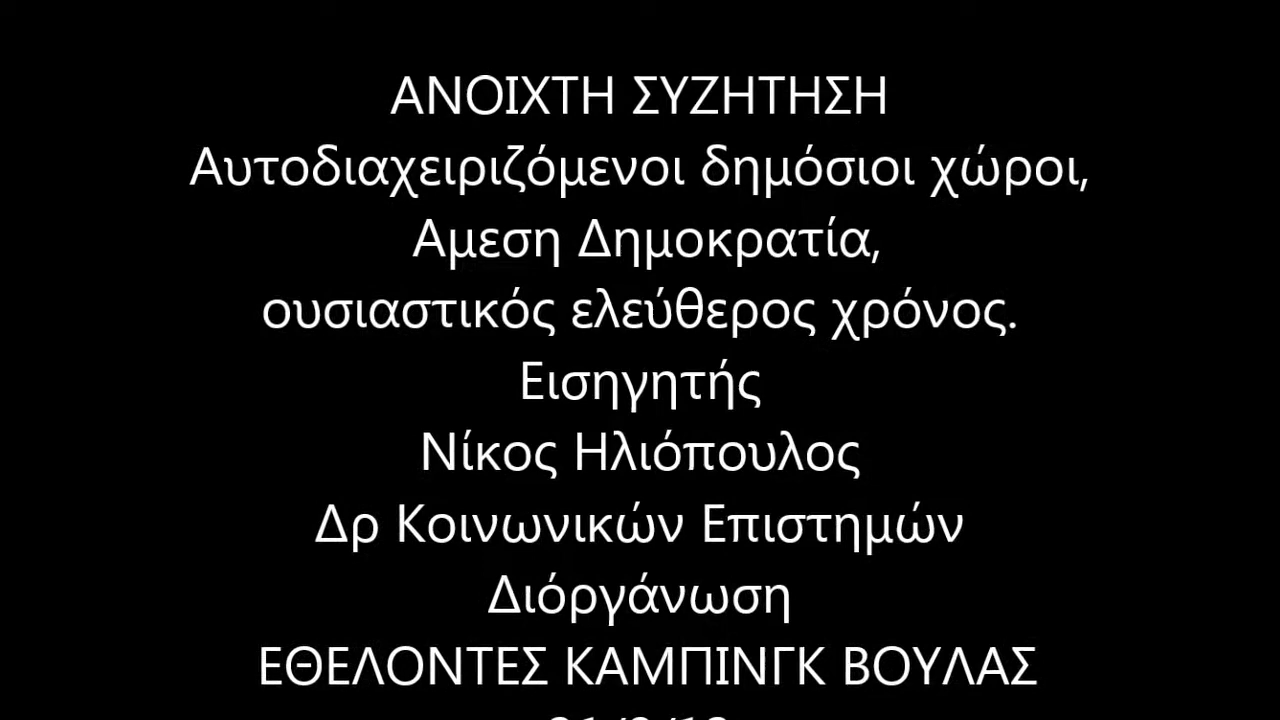 ΑΝΟΙΧΤΗ ΣΥΖΗΤΗΣΗ
Αυτοδιαχειριζόμενοι δημόσιοι χώροι,
Αμεση Δημοκρατία,
ουσιαστικός ελεύθερος χρόνος.
Εισηγητής
Νίκος Ηλιόπουλος
Δρ Κοινωνικών Επιστημών
Διόργάνωση
ΕΘΕΛΟΝΤΕΣ ΚΑΜΠΙΝΓΚ ΒΟΥΛΑΣ